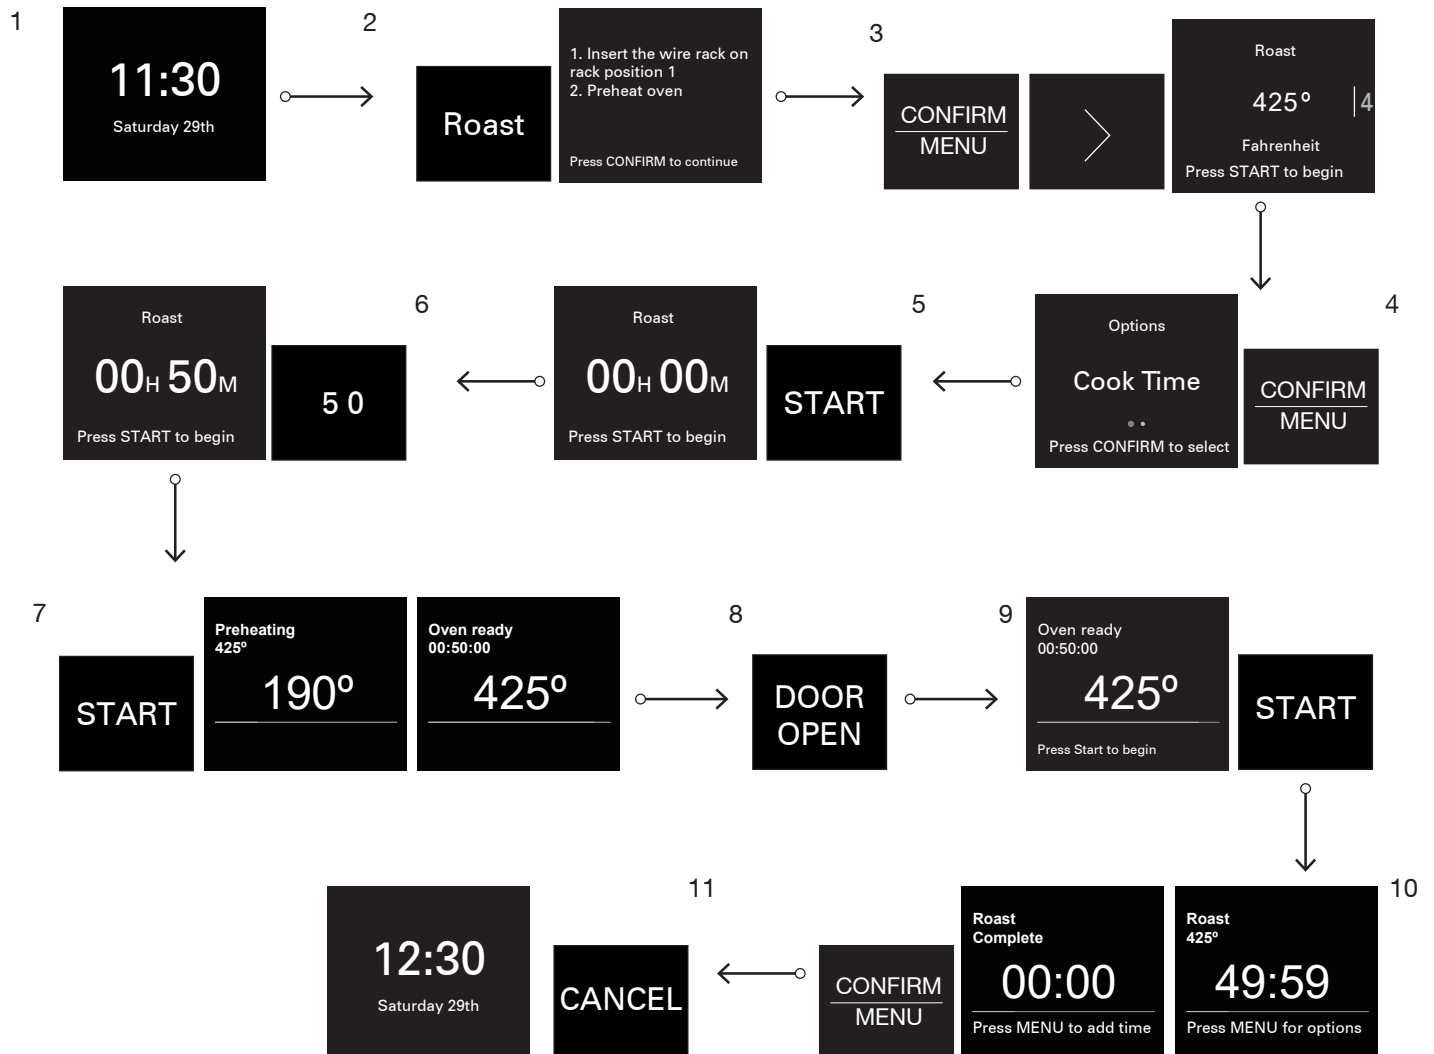 1
11:30
Saturday 29th
2
Roast
1. Insert the wire rack on
rack position 1
2. Preheat oven
Press CONFIRM to continue
3
CONFIRM
MENU
Roast
425º
4
Fahrenheit
Press START to begin
4
Options
Cook Time
Press CONFIRM to select
CONFIRM
MENU
5
Roast
00H 00M
Press START to begin
START
6
Roast
00H 50M
Press START to begin
5 0
7
START
Preheating
425º
190º
Oven ready
00:50:00
425º
8
DOOR
OPEN
9
Oven ready
00:50:00
425º
Press Start to begin
START
10
Roast
425º
49:59
Press MENU for options
Roast
Complete
00:00
Press MENU to add time
CONFIRM
MENU
11
CANCEL
12:30
Saturday 29th